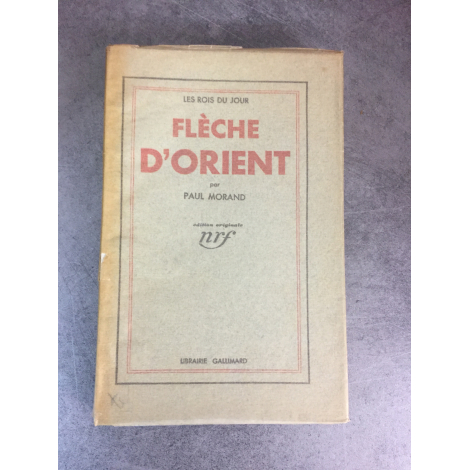 LES ROIS DU JOUR
FLÈCHE
D'ORIENT
par
PAUL MORAND
édition originale
nrf
LIBRAIRIE GALLIMARD